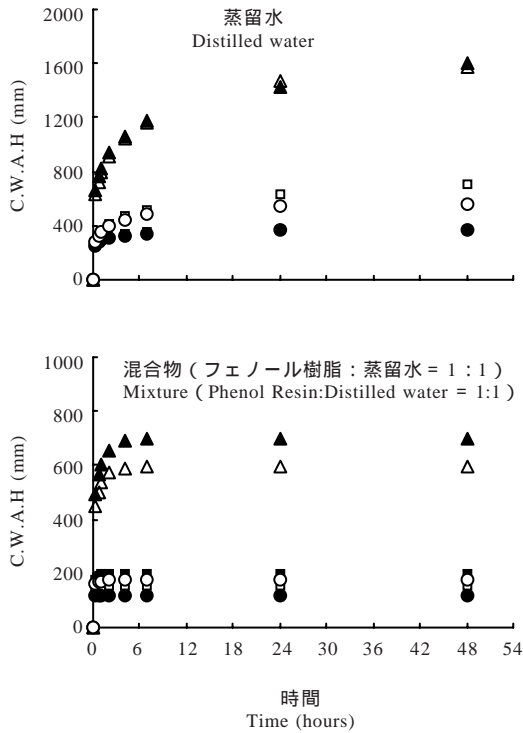 蒸留水
Distilled water
2000
1600
1200
800
400
0
C.W.A.H (mm)
混合物（フェノール樹脂：蒸留水 = 1：1）
Mixture（Phenol Resin:Distilled water = 1:1）
1000
800
600
400
200
0
C.W.A.H (mm)
0 6 12 18 24 30 36 42 48 54
時間
Time (hours)